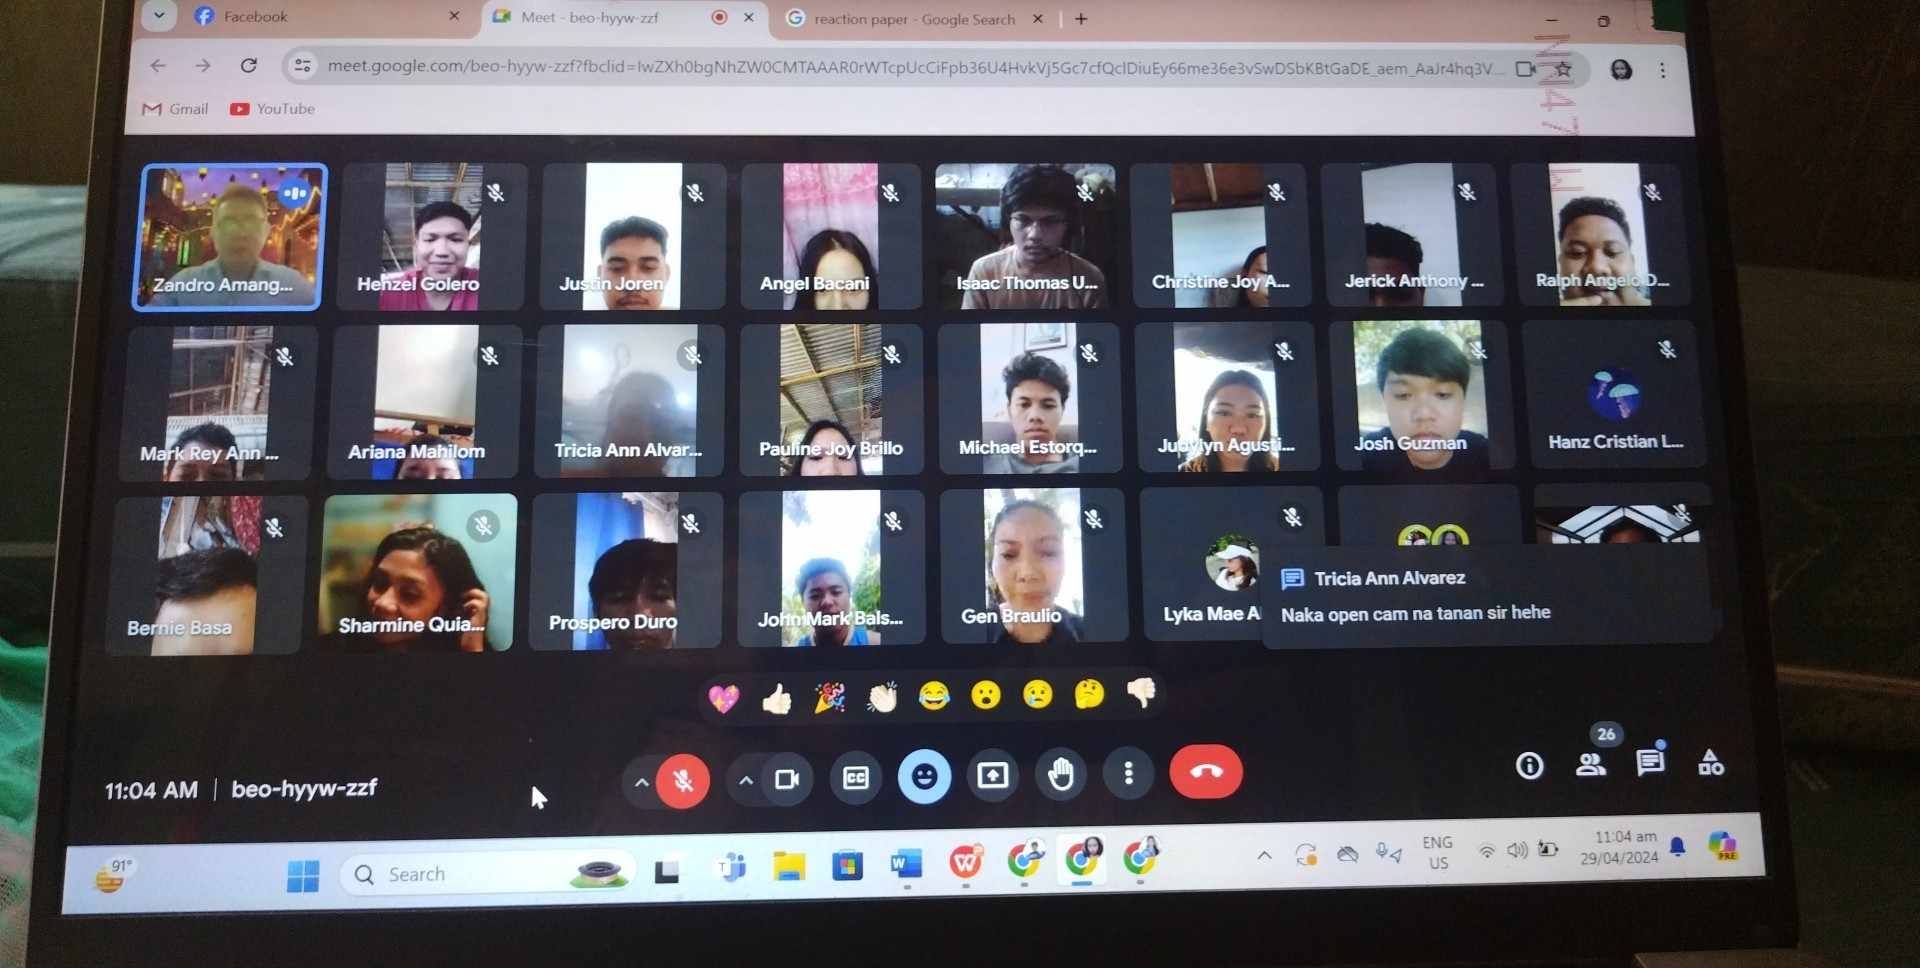 Facebook
Meet - beo-hyyw-zzf
reaction paper - Google Search
meet.google.com/beo-hyyw-zzf?fbclid=
Gmail
YouTube
Zandro Amang...
Henzel Golero
Justin Joren
Angel Bacani
Isaac Thomas U...
Christine Joy A...
Jerick Anthony ...
Ralph Angelo D...
Mark Rey Ann ...
Ariana Mahilom
Tricia Ann Alvar...
Pauline Joy Brillo
Michael Estorq...
Judylyn Agusti...
Josh Guzman
Hanz Cristian L...
Bernie Basa
Sharmine Quia...
Prospero Duro
John Mark Bals...
Gen Braulio
Lyka Mae A
Tricia Ann Alvarez
Naka open cam na tanan sir hehe
11:04 AM | beo-hyyw-zzf
CC
26
91°
Search
T
W
W
PRE
ENG
US
11:04 am
29/04/2024